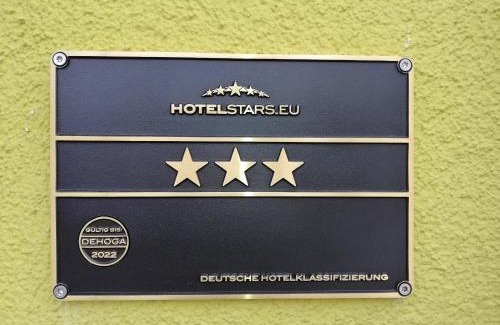 HOTELSTARS.EU
GÜLTIG BIS
DEHOGA
2022
DEUTSCHE HOTELKLASSIFIZIERUNG